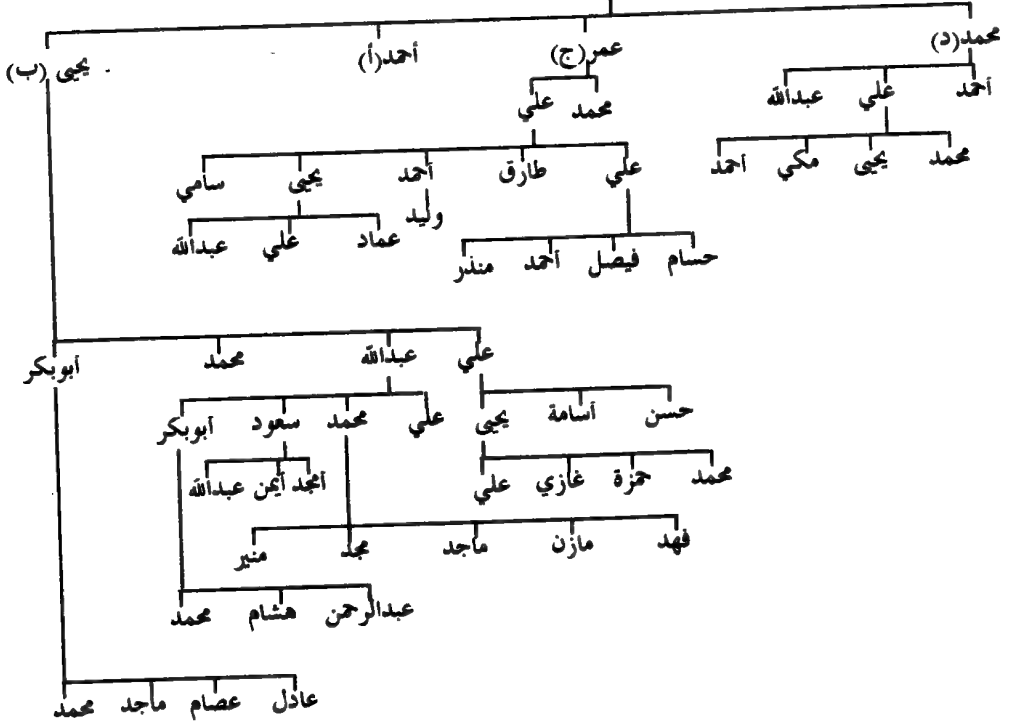 محمد (د) عمر (ج) أحمد (أ) يحيى (ب)
أحمد علي عبدالله
محمد علي
محمد يحيى مكي احمد
علي طارق أحمد يحيى سامي
وليد
عماد علي عبدالله
حسام فيصل أحمد منذر
علي عبدالله محمد أبوبكر
حسن أسامة يحيى
علي محمد سعود أبوبكر
محمد حمزة غازي علي
أمجد أيمن عبدالله
فهد مازن ماجد مجد منير
عبدالرحمن هشام محمد
عادل عصام ماجد محمد